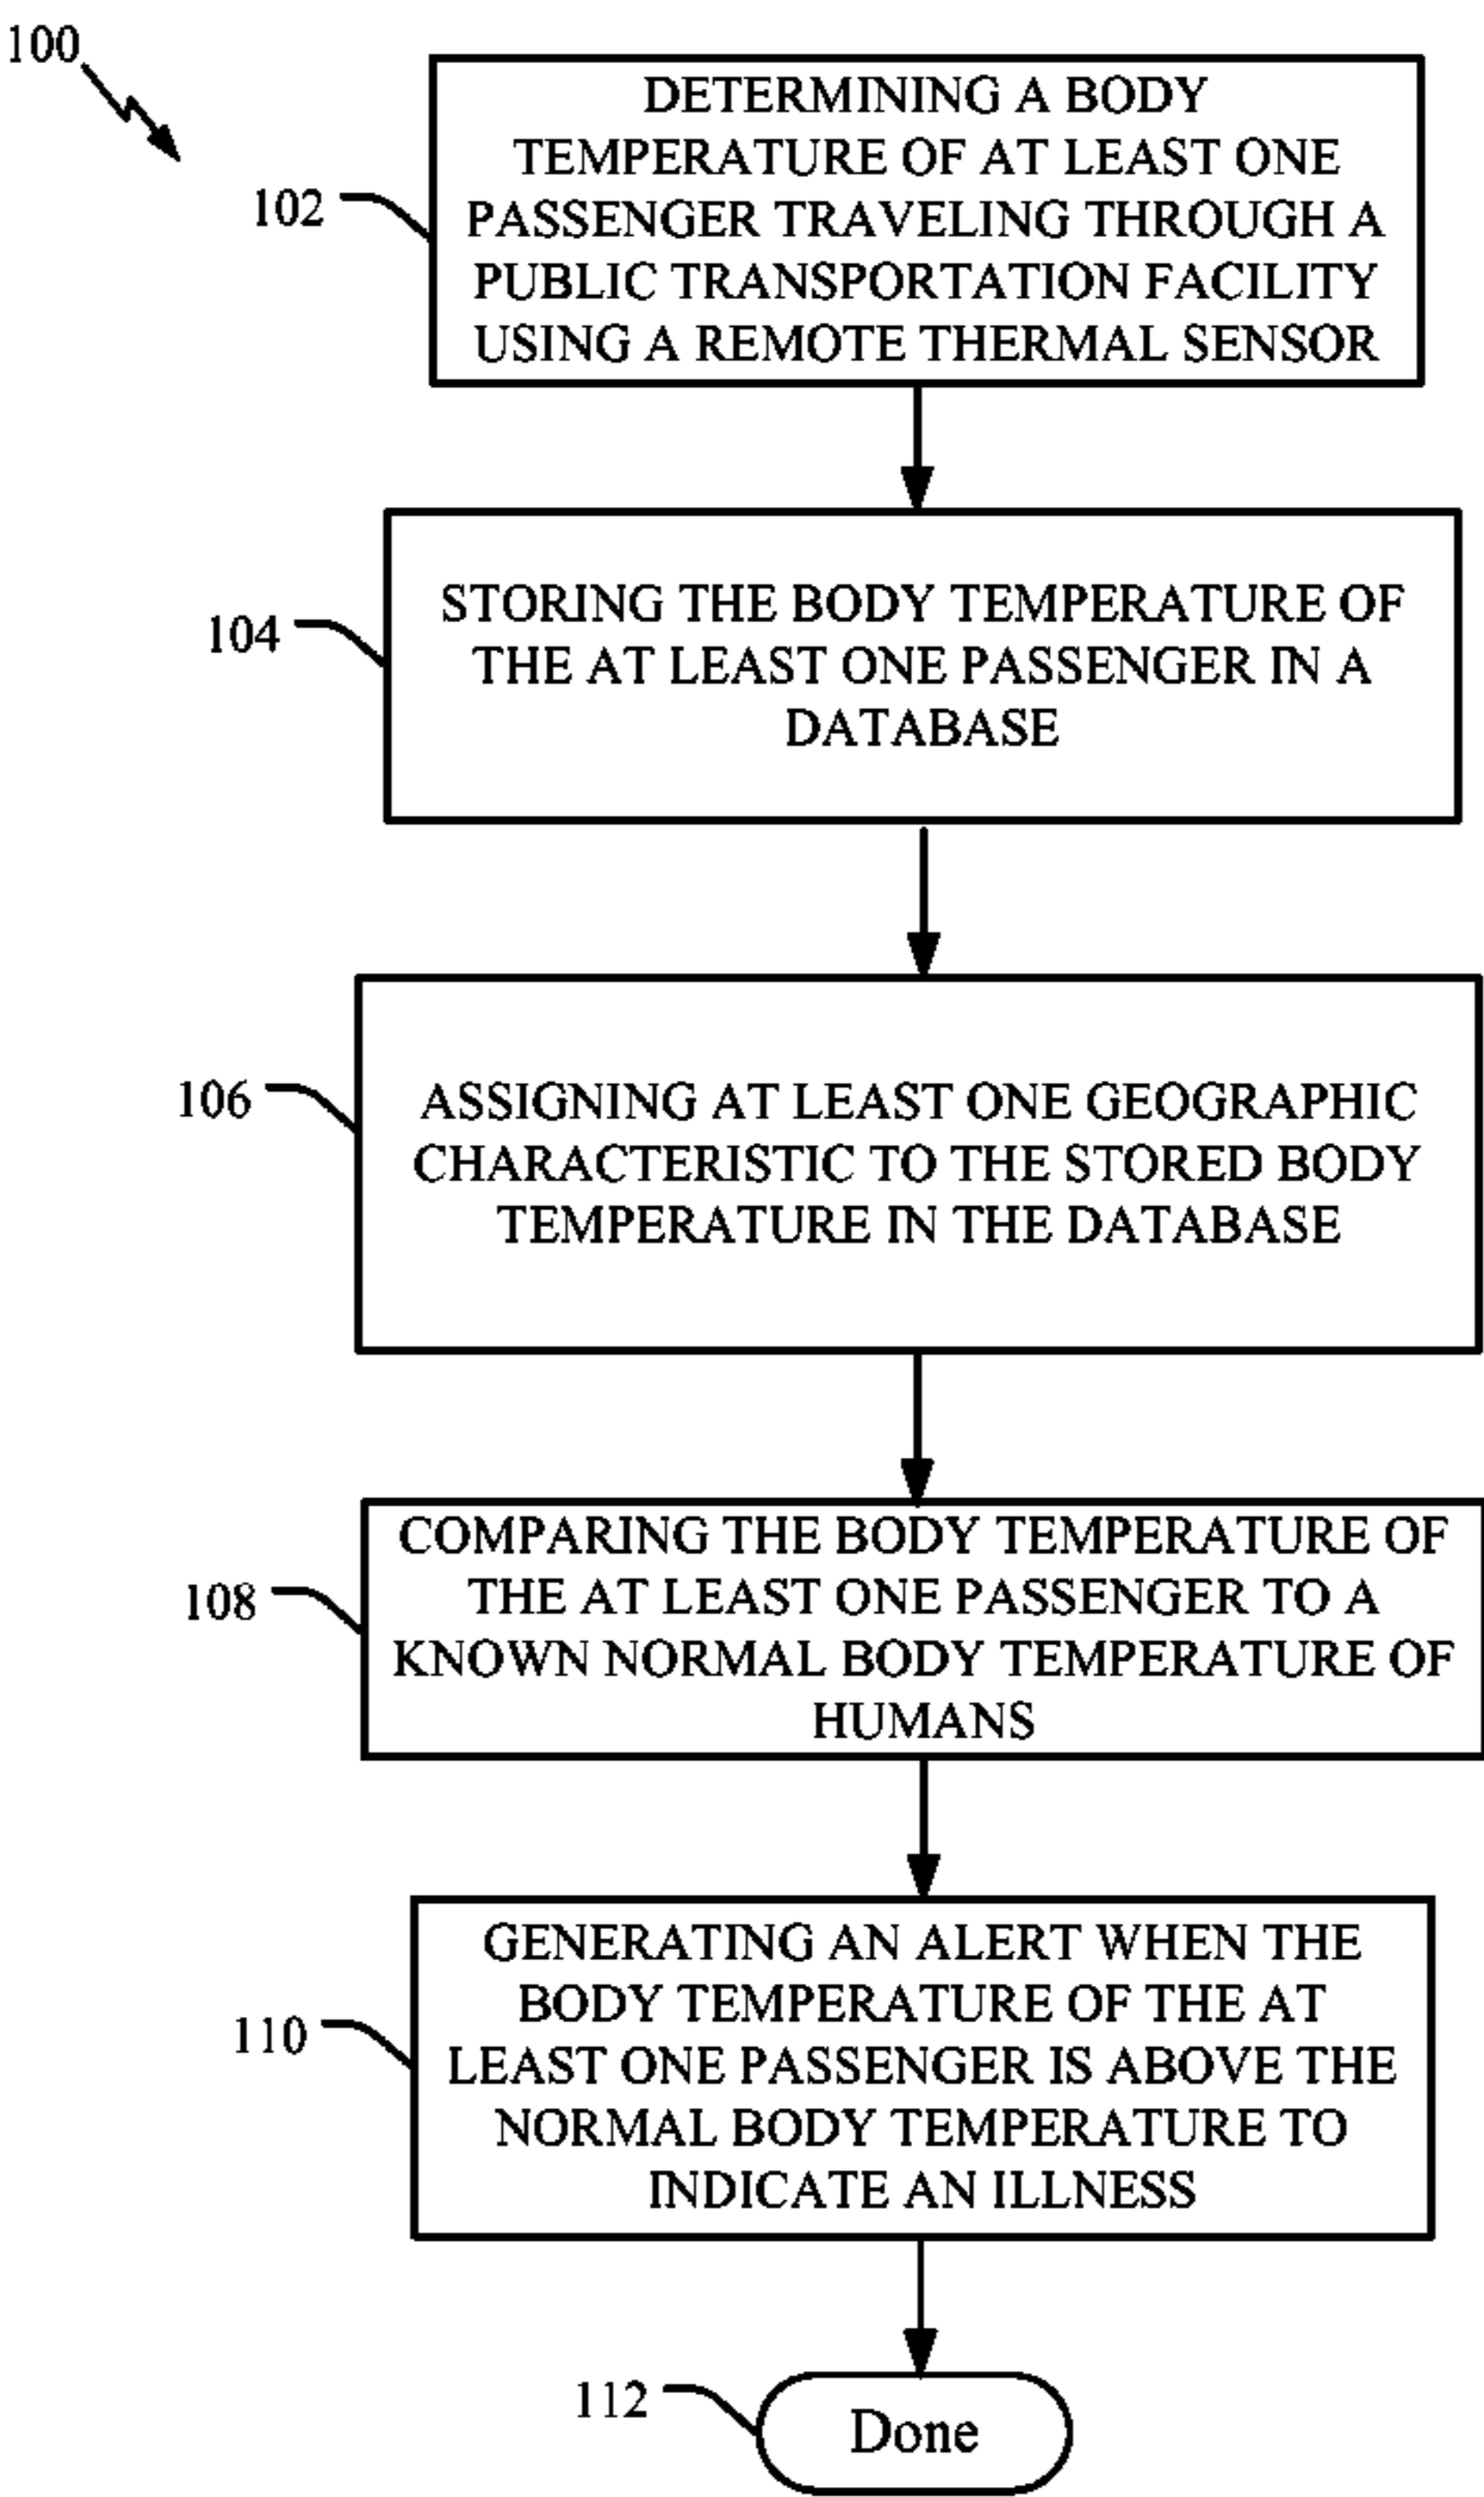 100
102
DETERMINING A BODY
TEMPERATURE OF AT LEAST ONE
PASSENGER TRAVELING THROUGH A
PUBLIC TRANSPORTATION FACILITY
USING A REMOTE THERMAL SENSOR
104
STORING THE BODY TEMPERATURE OF
THE AT LEAST ONE PASSENGER IN A
DATABASE
106
ASSIGNING AT LEAST ONE GEOGRAPHIC
CHARACTERISTIC TO THE STORED BODY
TEMPERATURE IN THE DATABASE
108
COMPARING THE BODY TEMPERATURE OF
THE AT LEAST ONE PASSENGER TO A
KNOWN NORMAL BODY TEMPERATURE OF
HUMANS
110
GENERATING AN ALERT WHEN THE
BODY TEMPERATURE OF THE AT
LEAST ONE PASSENGER IS ABOVE THE
NORMAL BODY TEMPERATURE TO
INDICATE AN ILLNESS
112
Done